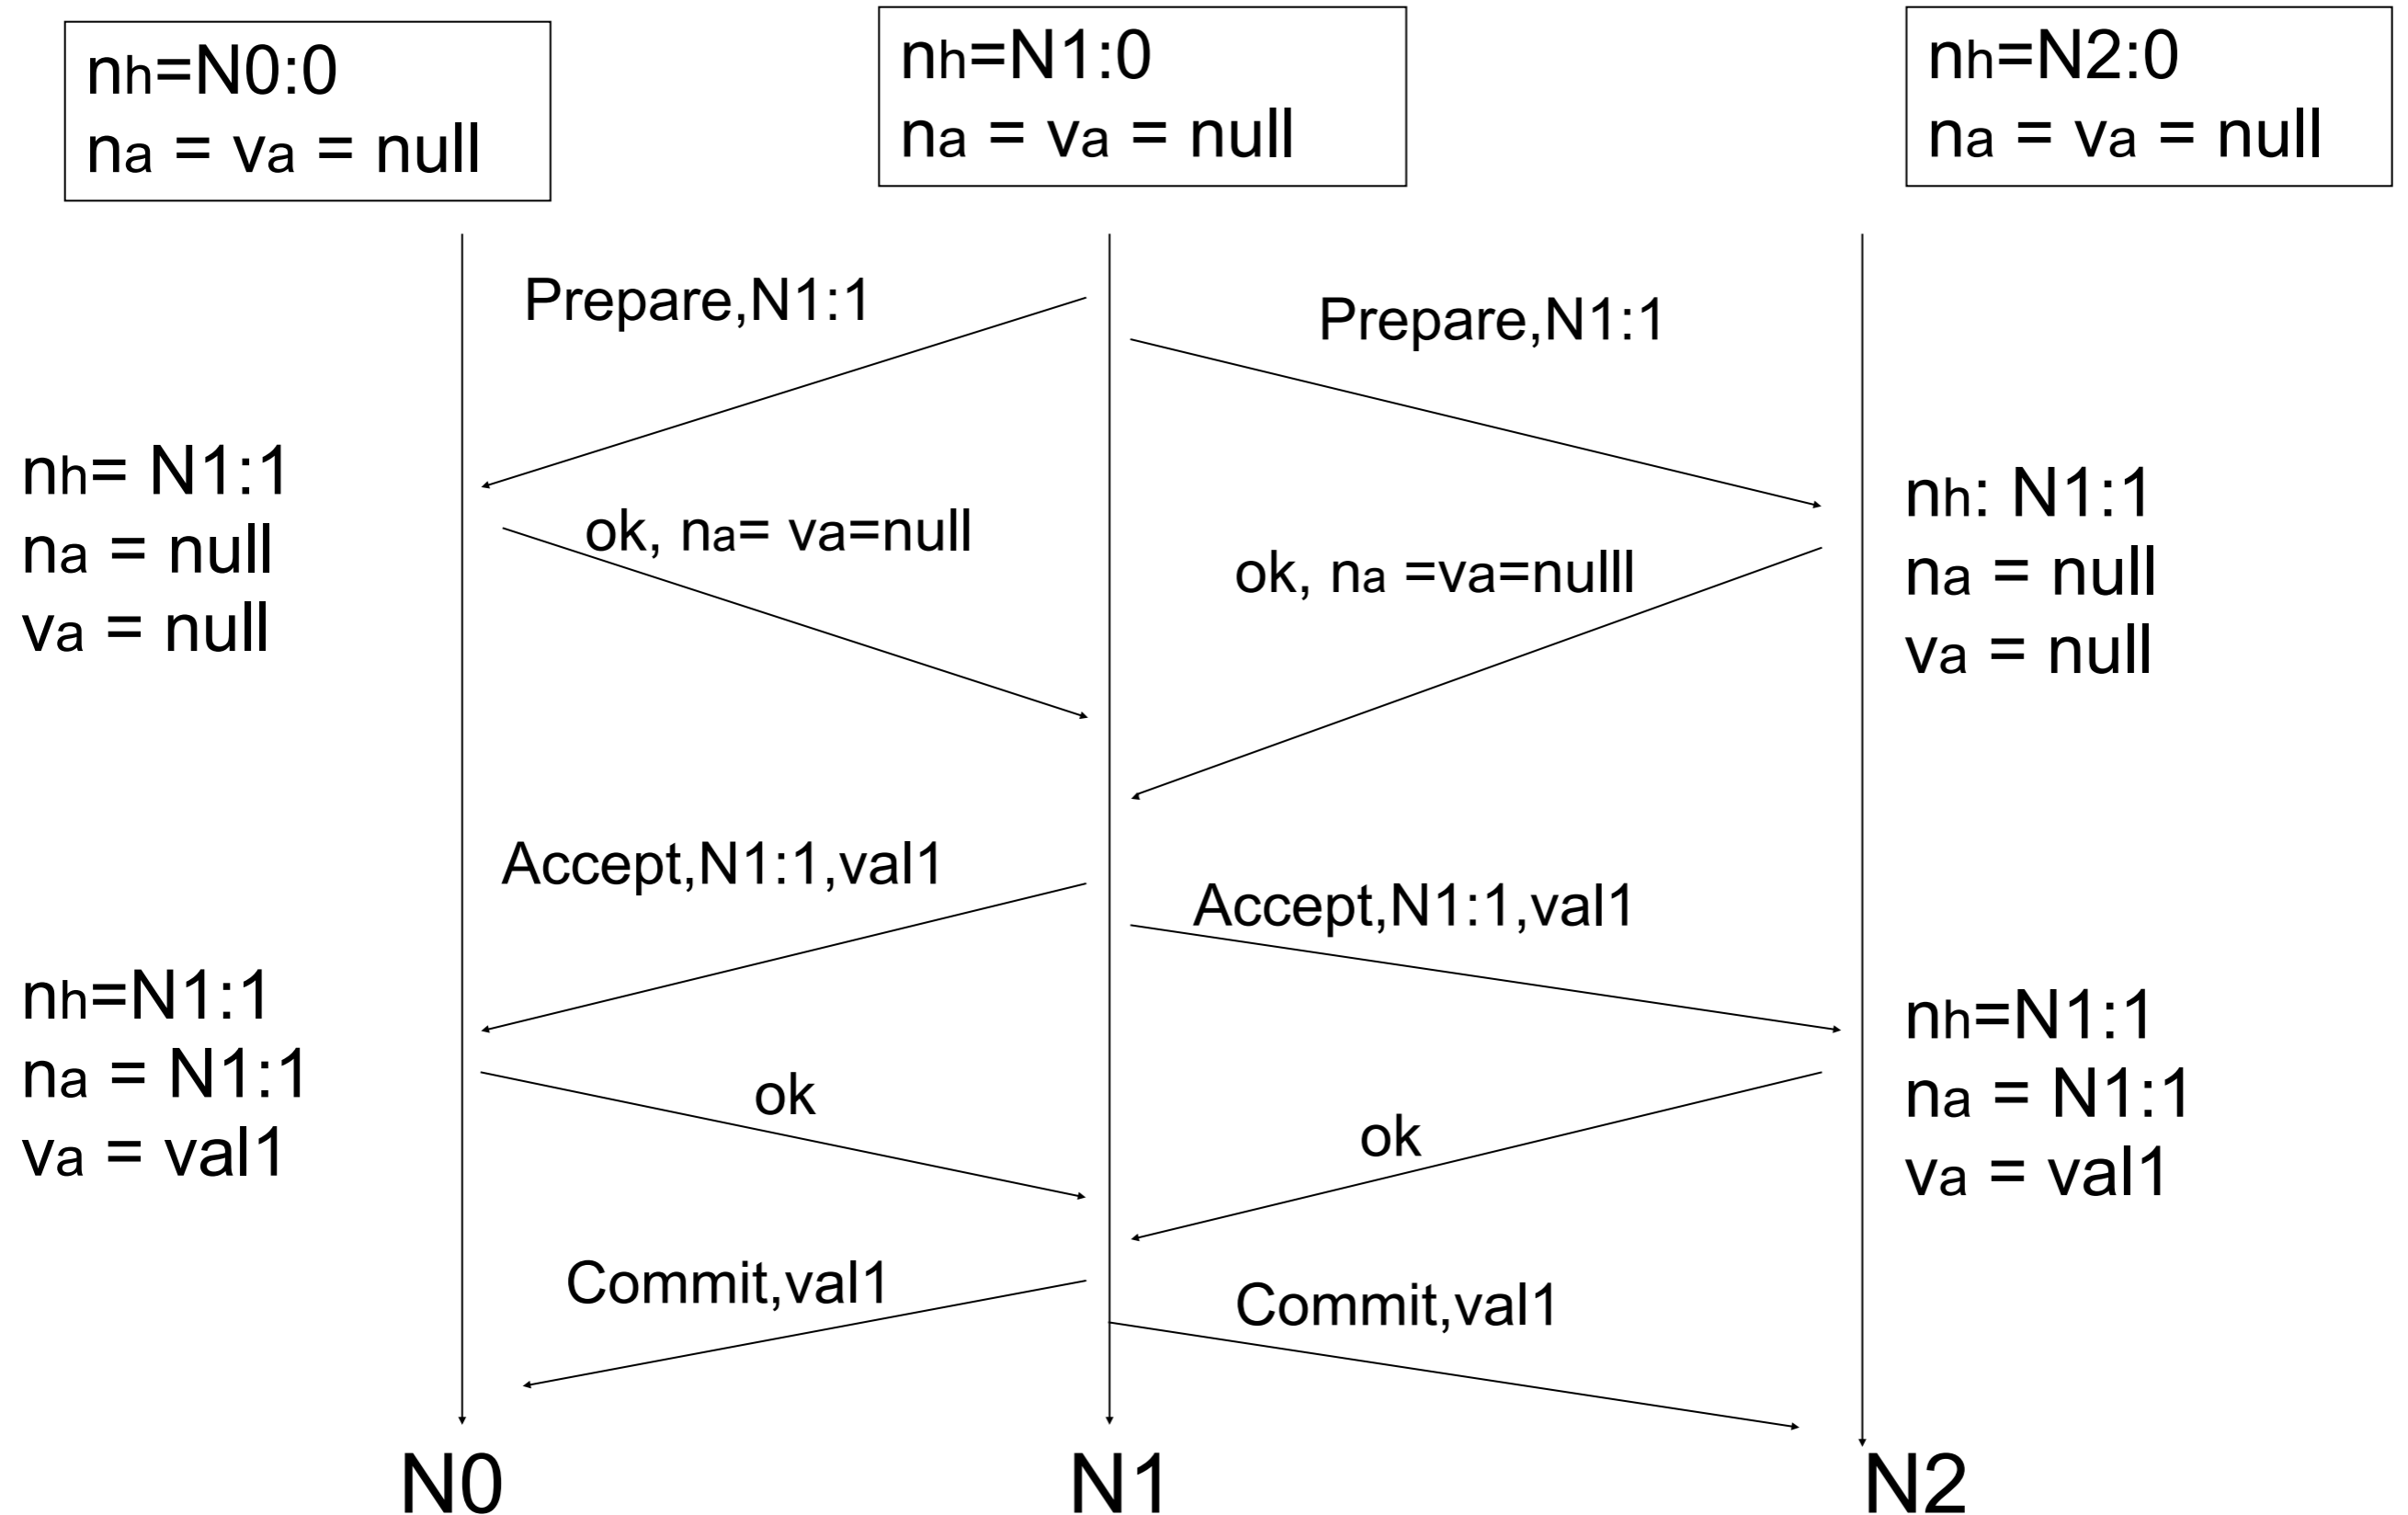 nh=N0:0
na = va = null
nh=N1:0
na = va = null
nh=N2:0
na = va = null
Prepare,N1:1
Prepare,N1:1
nh= N1:1
na = null
va = null
ok, na= va=null
ok, na =va=nulll
nh: N1:1
na = null
va = null
Accept,N1:1,val1
Accept,N1:1,val1
nh=N1:1
na = N1:1
va = val1
ok
ok
nh=N1:1
na = N1:1
va = val1
Commit,val1
Commit,val1
N0
N1
N2